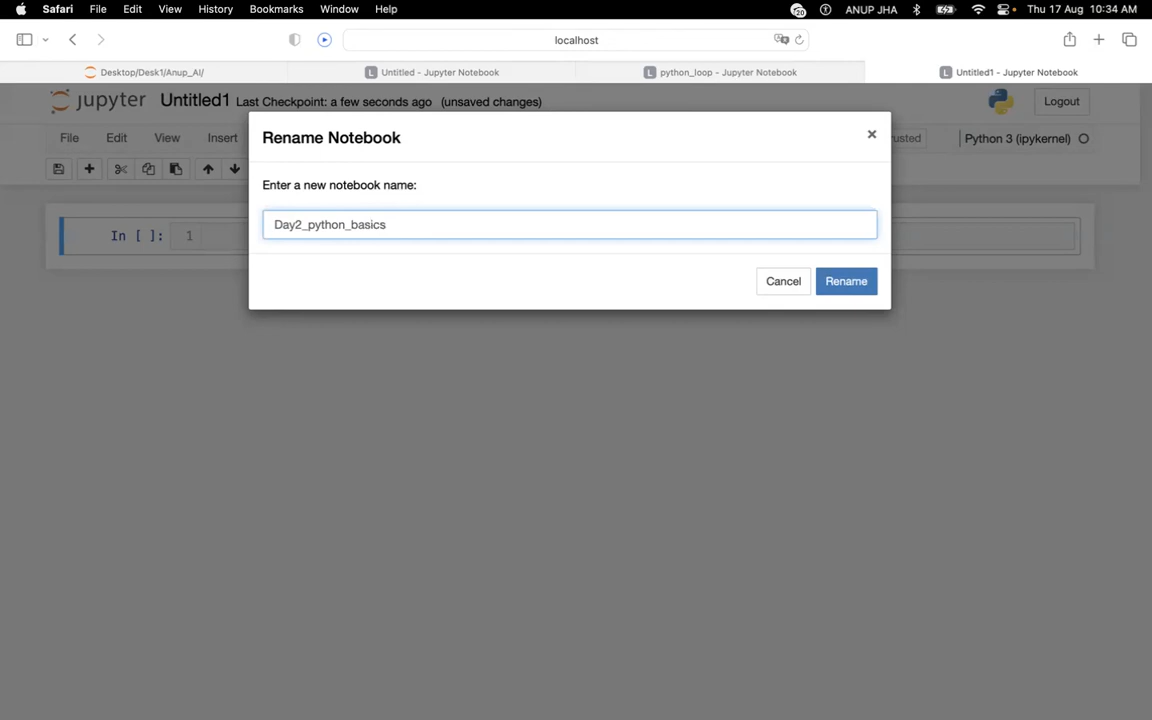 Safari File Edit View History Bookmarks Window Help 20 ANUP JHA Thu 17 Aug 10:34 AM
localhost
Desktop/Desk1/Anup_AI/ L Untitled - Jupyter Notebook L python_loop - Jupyter Notebook L Untitled1 - Jupyter Notebook
jupyter Untitled1 Last Checkpoint: a few seconds ago (unsaved changes) Logout
Rename Notebook ×
File Edit View Insert usted Python 3 (ipykernel)
Enter a new notebook name:
Day2_python_basics
In [ ]: 1
Cancel Rename